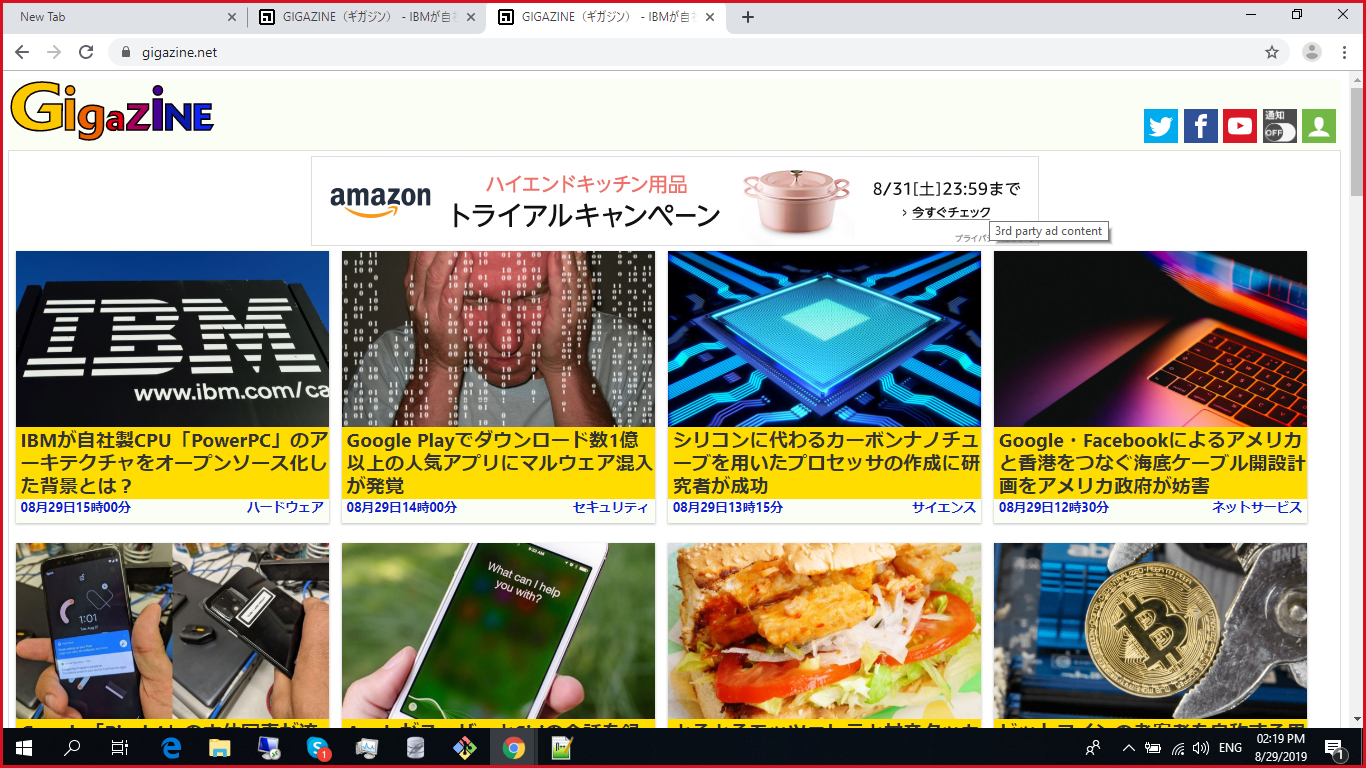 New Tab
GIGAZINE（ギガジン） - IBMが自社
GIGAZINE（ギガジン） - IBMが自社
gigazine.net
GigaZiNE
通知
OFF
amazon
ハイエンドキッチン用品
トライアルキャンペーン
8/31[土]23:59まで
› 今すぐチェック
プライバシ
3rd party ad content
IBM
www.ibm.com/ca
IBMが自社製CPU「PowerPC」のア
ーキテクチャをオープンソース化し
た背景とは？
08月29日15時00分 ハードウェア
Google Playでダウンロード数1億
以上の人気アプリにマルウェア混入
が発覚
08月29日14時00分 セキュリティ
シリコンに代わるカーボンナノチュ
ーブを用いたプロセッサの作成に研
究者が成功
08月29日13時15分 サイエンス
Google・Facebookによるアメリカ
と香港をつなぐ海底ケーブル開設計
画をアメリカ政府が妨害
08月29日12時30分 ネットサービス
1:01
What can I help
you with?
ENG
02:19 PM
8/29/2019
1
1